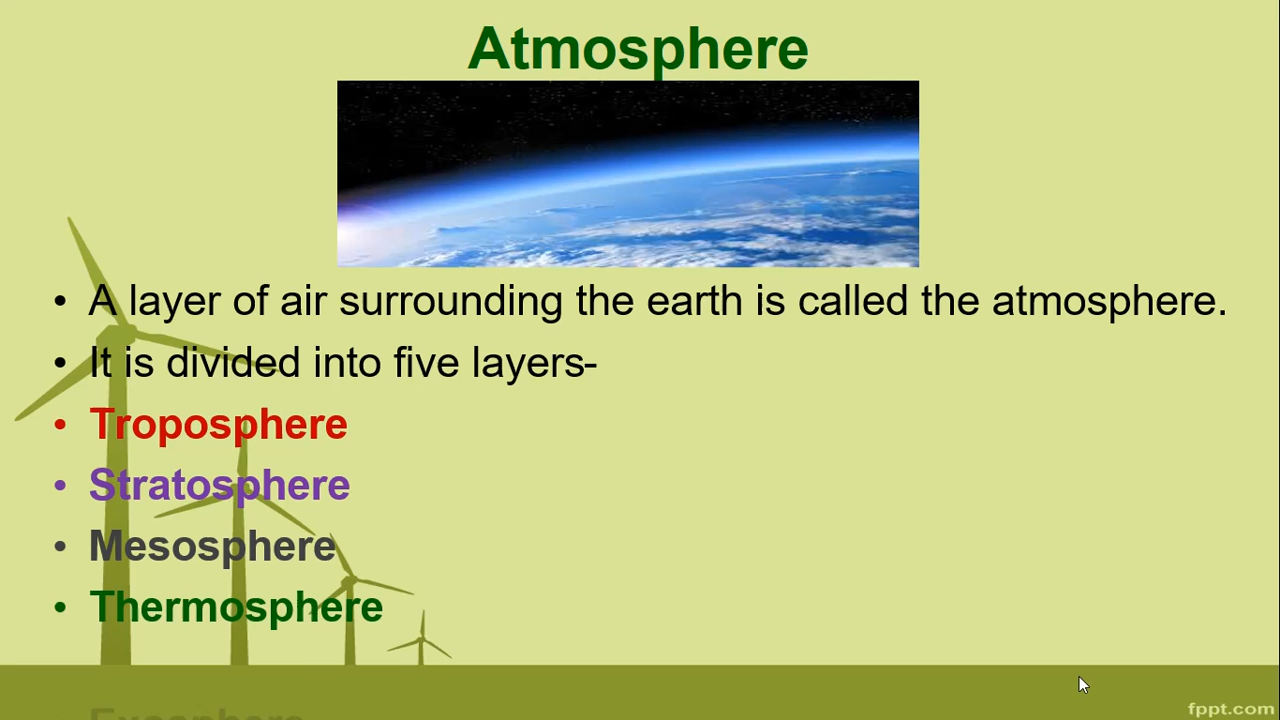 Atmosphere
• A layer of air surrounding the earth is called the atmosphere.
• It is divided into five layers-
• Troposphere
• Stratosphere
• Mesosphere
• Thermosphere
fppt.com